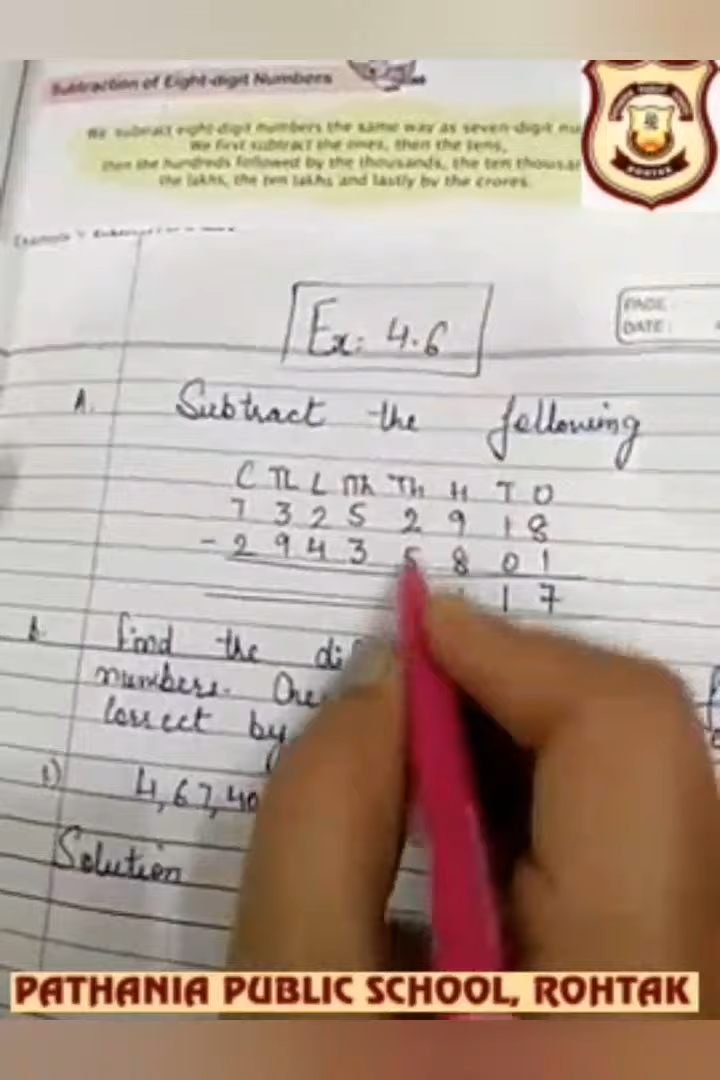 Subtraction of Eight-digit Numbers
We subtract eight-digit numbers the same way as seven-digit
We first subtract the ones, then the tens,
then the hundreds followed by the thousands, the ten
the lakhs, the ten lakhs and lastly by the crores.
ROHTAK
Ex: 4.6
PAGE:
DATE:
A. Subtract the following
C TL L TTh Th H T O
7 3 2 5 2 9 1 8
- 2 9 4 3 5 8 0 1
1 1 7
B. Find the
numbers.
correct by
1) 4,67,40
Solution
PATHANIA PUBLIC SCHOOL, ROHTAK